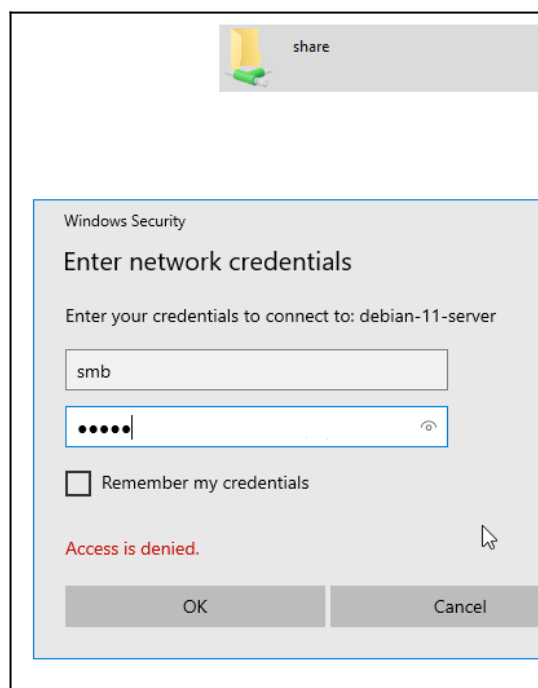 share
Windows Security
Enter network credentials
Enter your credentials to connect to: debian-11-server
smb
●●●●●
Remember my credentials
Access is denied.
OK
Cancel